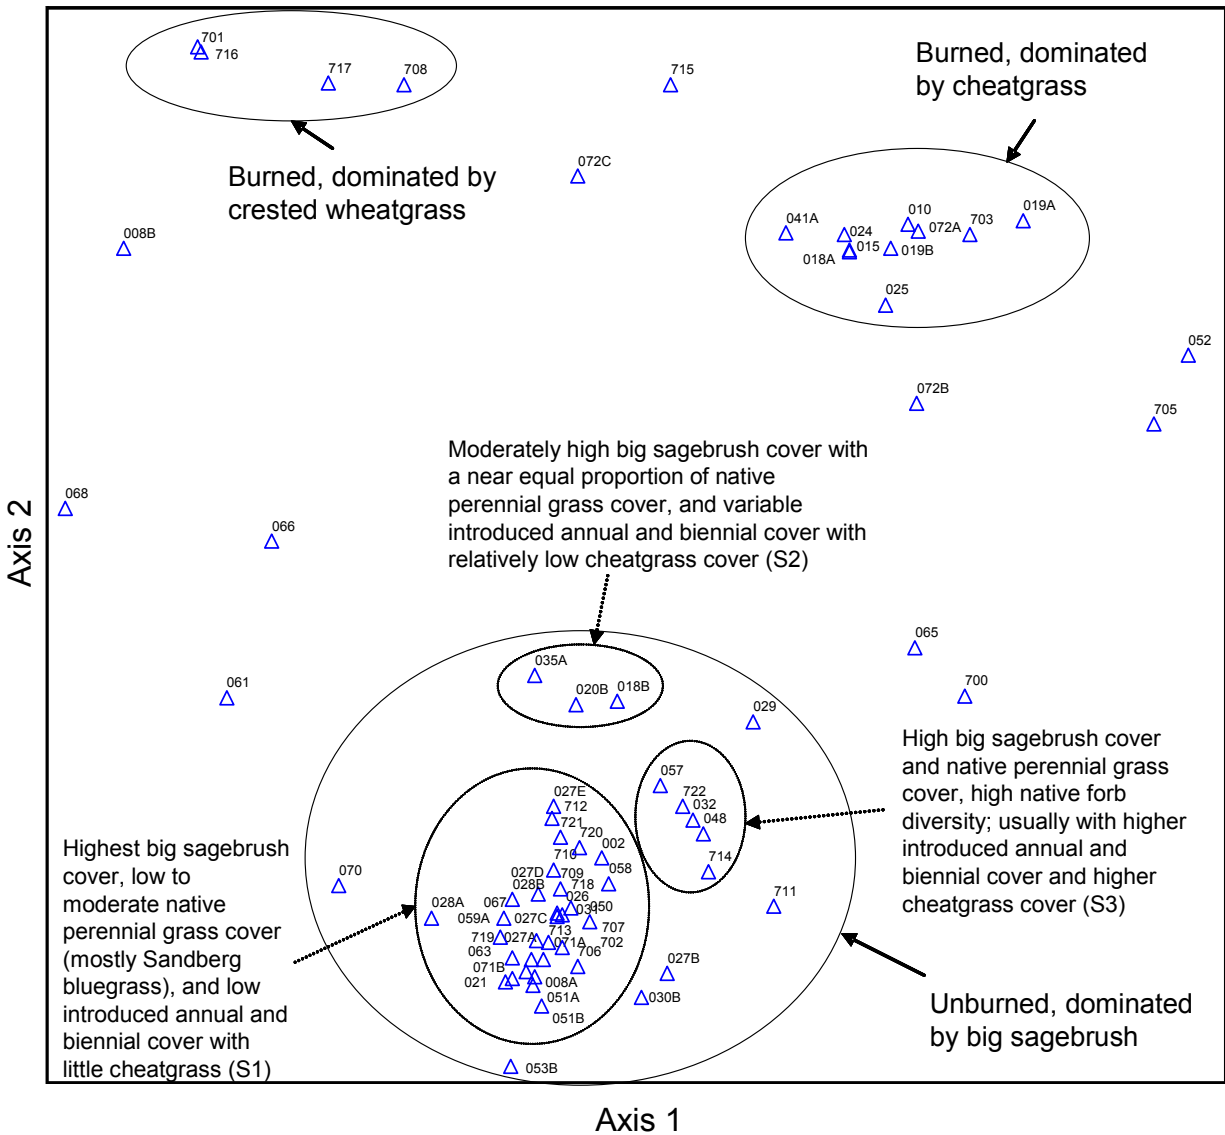 701
716
717
708
715
Burned, dominated
by cheatgrass
Burned, dominated by
crested wheatgrass
072C
008B
041A
024
010
019A
072A
703
018A
015
019B
025
052
072B
705
Moderately high big sagebrush cover with
a near equal proportion of native
perennial grass cover, and variable
introduced annual and biennial cover with
relatively low cheatgrass cover (S2)
068
066
Axis 2
061
035A
020B
018B
029
065
700
High big sagebrush cover
and native perennial grass
cover, high native forb
diversity; usually with higher
introduced annual and
biennial cover and higher
cheatgrass cover (S3)
057
722
032
048
714
711
027E
712
721
720
002
710
058
027D
709
028B
718
067
026
028A
031
050
059A
027C
707
713
719
027A
071A
702
063
706
071B
021
008A
051A
051B
070
027B
030B
053B
Highest big sagebrush
cover, low to
moderate native
perennial grass cover
(mostly Sandberg
bluegrass), and low
introduced annual and
biennial cover with
little cheatgrass (S1)
Unburned, dominated
by big sagebrush
Axis 1